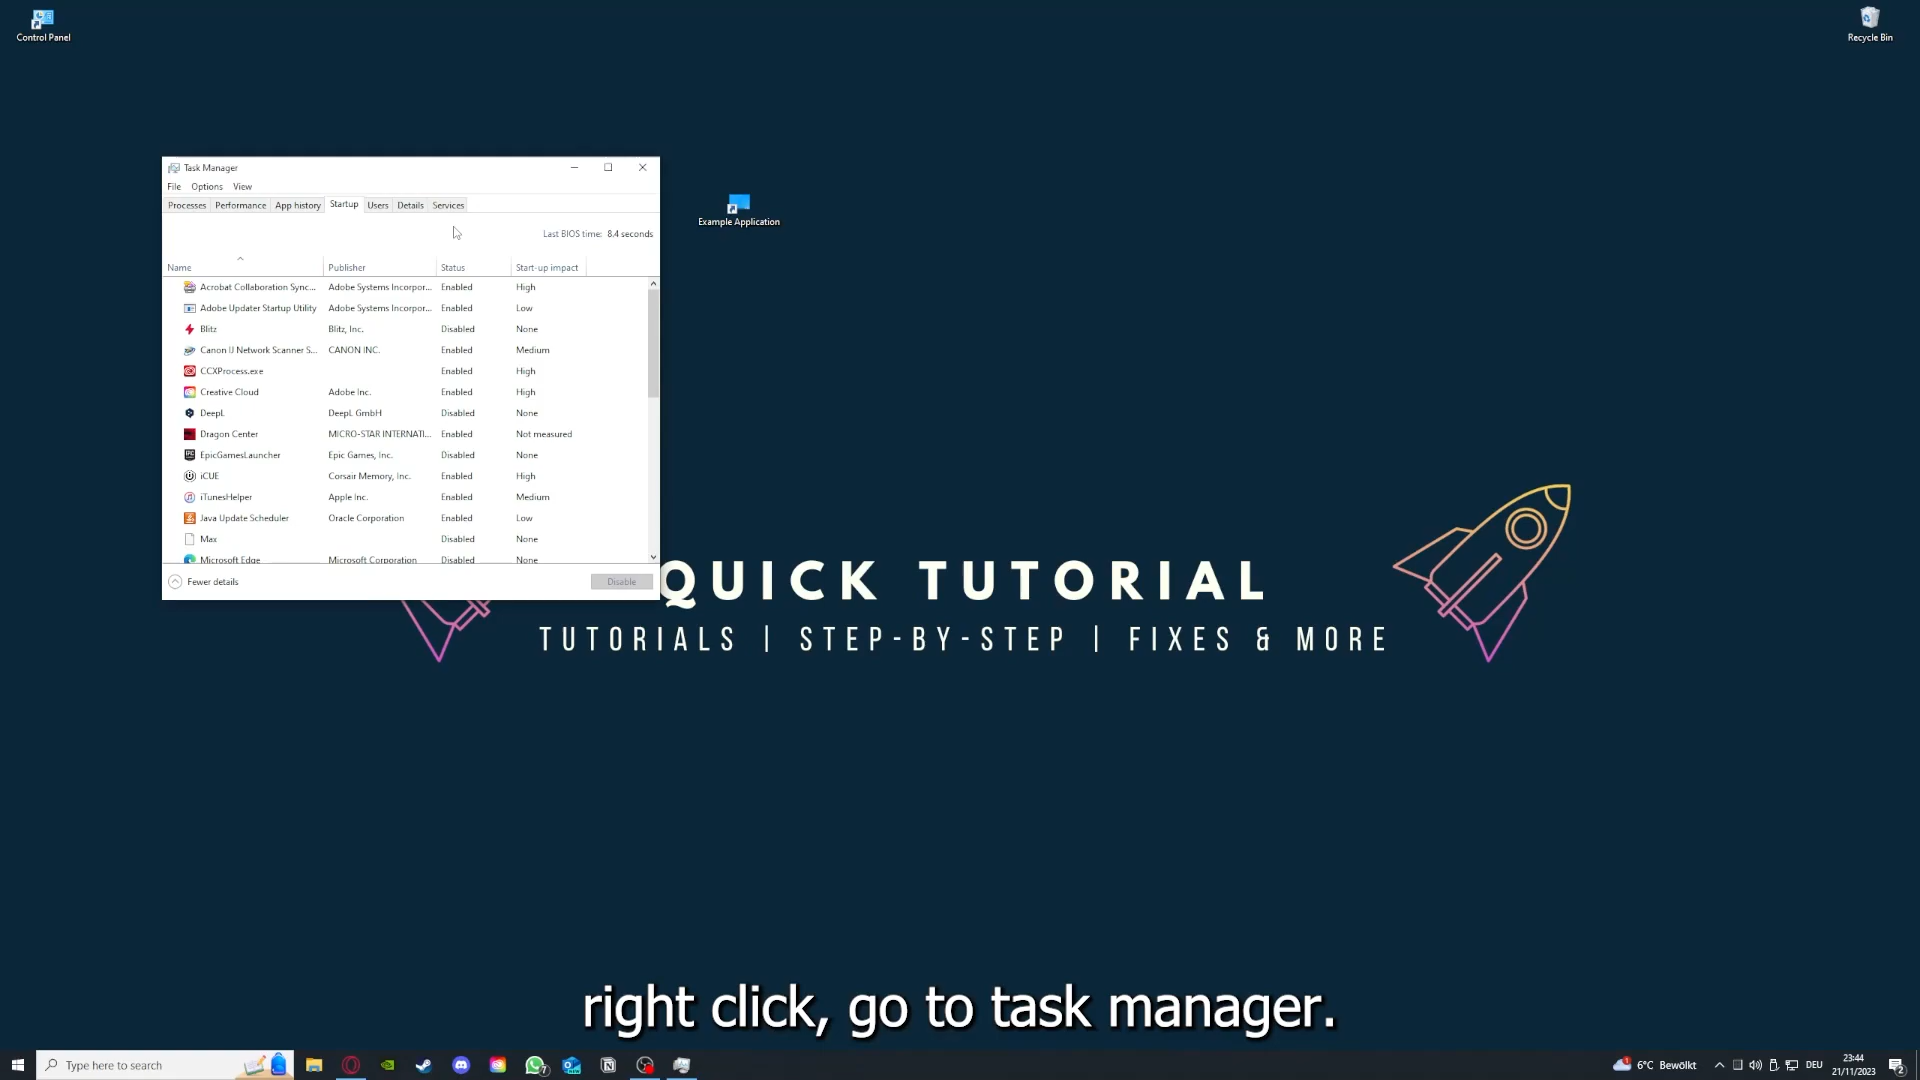 Control Panel
Recycle Bin
Task Manager
File Options View
Processes Performance App history Startup Users Details Services
Example Application
Last BIOS time: 8.4 seconds
Name Publisher Status Start-up impact
Acrobat Collaboration Sync... Adobe Systems Incorpor... Enabled High
Adobe Updater Startup Utility Adobe Systems Incorpor... Enabled Low
Blitz Blitz, Inc. Disabled None
Canon IJ Network Scanner S... CANON INC. Enabled Medium
CCXProcess.exe Enabled High
Creative Cloud Adobe Inc. Enabled High
DeepL DeepL GmbH Disabled None
Dragon Center MICRO-STAR INTERNATI... Enabled Not measured
EpicGamesLauncher Epic Games, Inc. Disabled None
iCUE Corsair Memory, Inc. Enabled High
iTunesHelper Apple Inc. Enabled Medium
Java Update Scheduler Oracle Corporation Enabled Low
Max Disabled None
Microsoft Edge Microsoft Corporation Disabled None
Fewer details Disable
QUICK TUTORIAL
TUTORIALS | STEP-BY-STEP | FIXES & MORE
right click, go to task manager.
Type here to search
7
1
6°C Bewölkt
DEU
23:44
21/11/2023
2